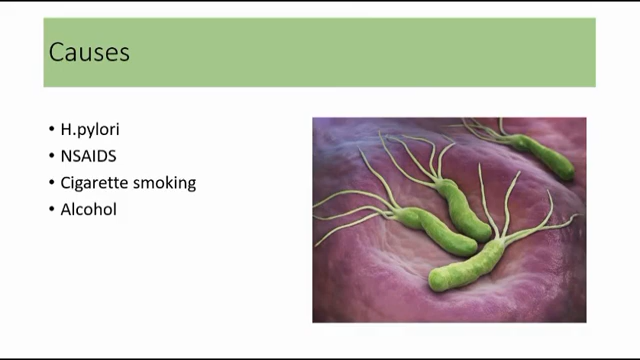 Causes
• H.pylori
• NSAIDS
• Cigarette smoking
• Alcohol